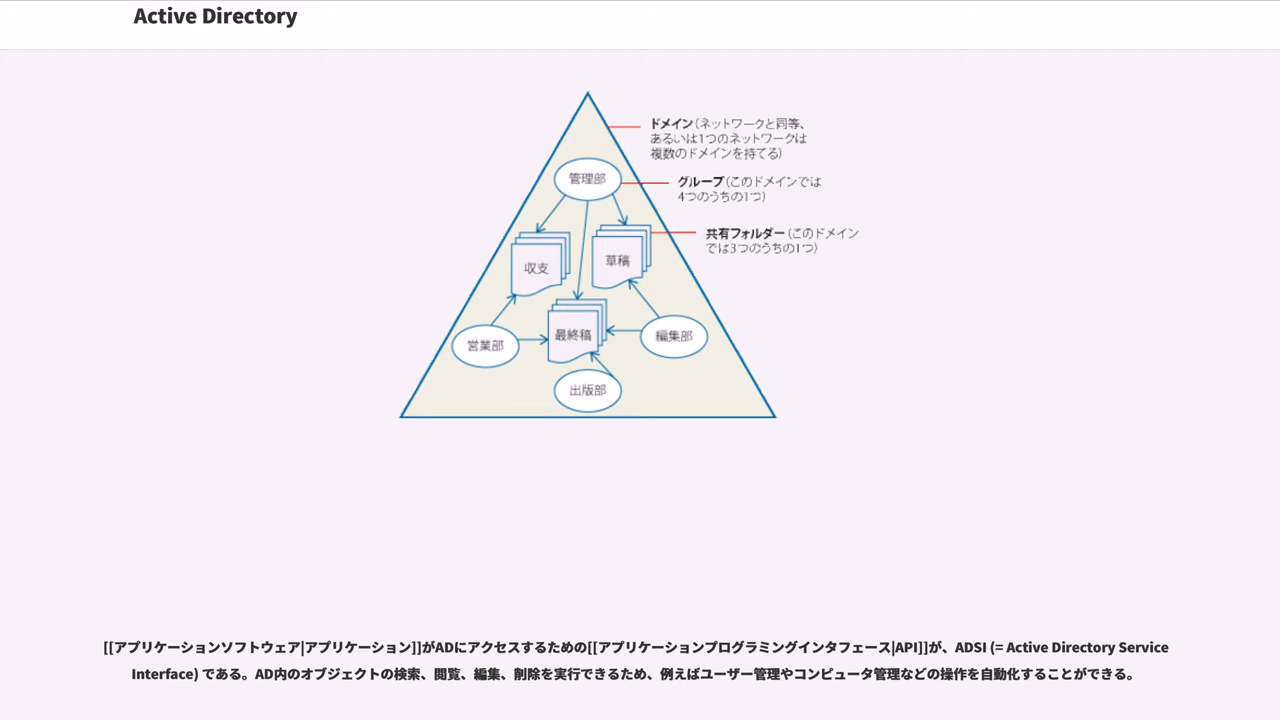 Active Directory
ドメイン(ネットワークと同等、
あるいは1つのネットワークは
複数のドメインを持てる)
管理部
グループ(このドメインでは
4つのうちの1つ)
共有フォルダー(このドメイン
では3つのうちの1つ)
収支
草稿
最終稿
営業部
編集部
出版部
[[アプリケーションソフトウェア|アプリケーション]]がADにアクセスするための[[アプリケーションプログラミングインタフェース|API]]が、ADSI (= Active Directory Service
Interface) である。AD内のオブジェクトの検索、閲覧、編集、削除を実行できるため、例えばユーザー管理やコンピュータ管理などの操作を自動化することができる。